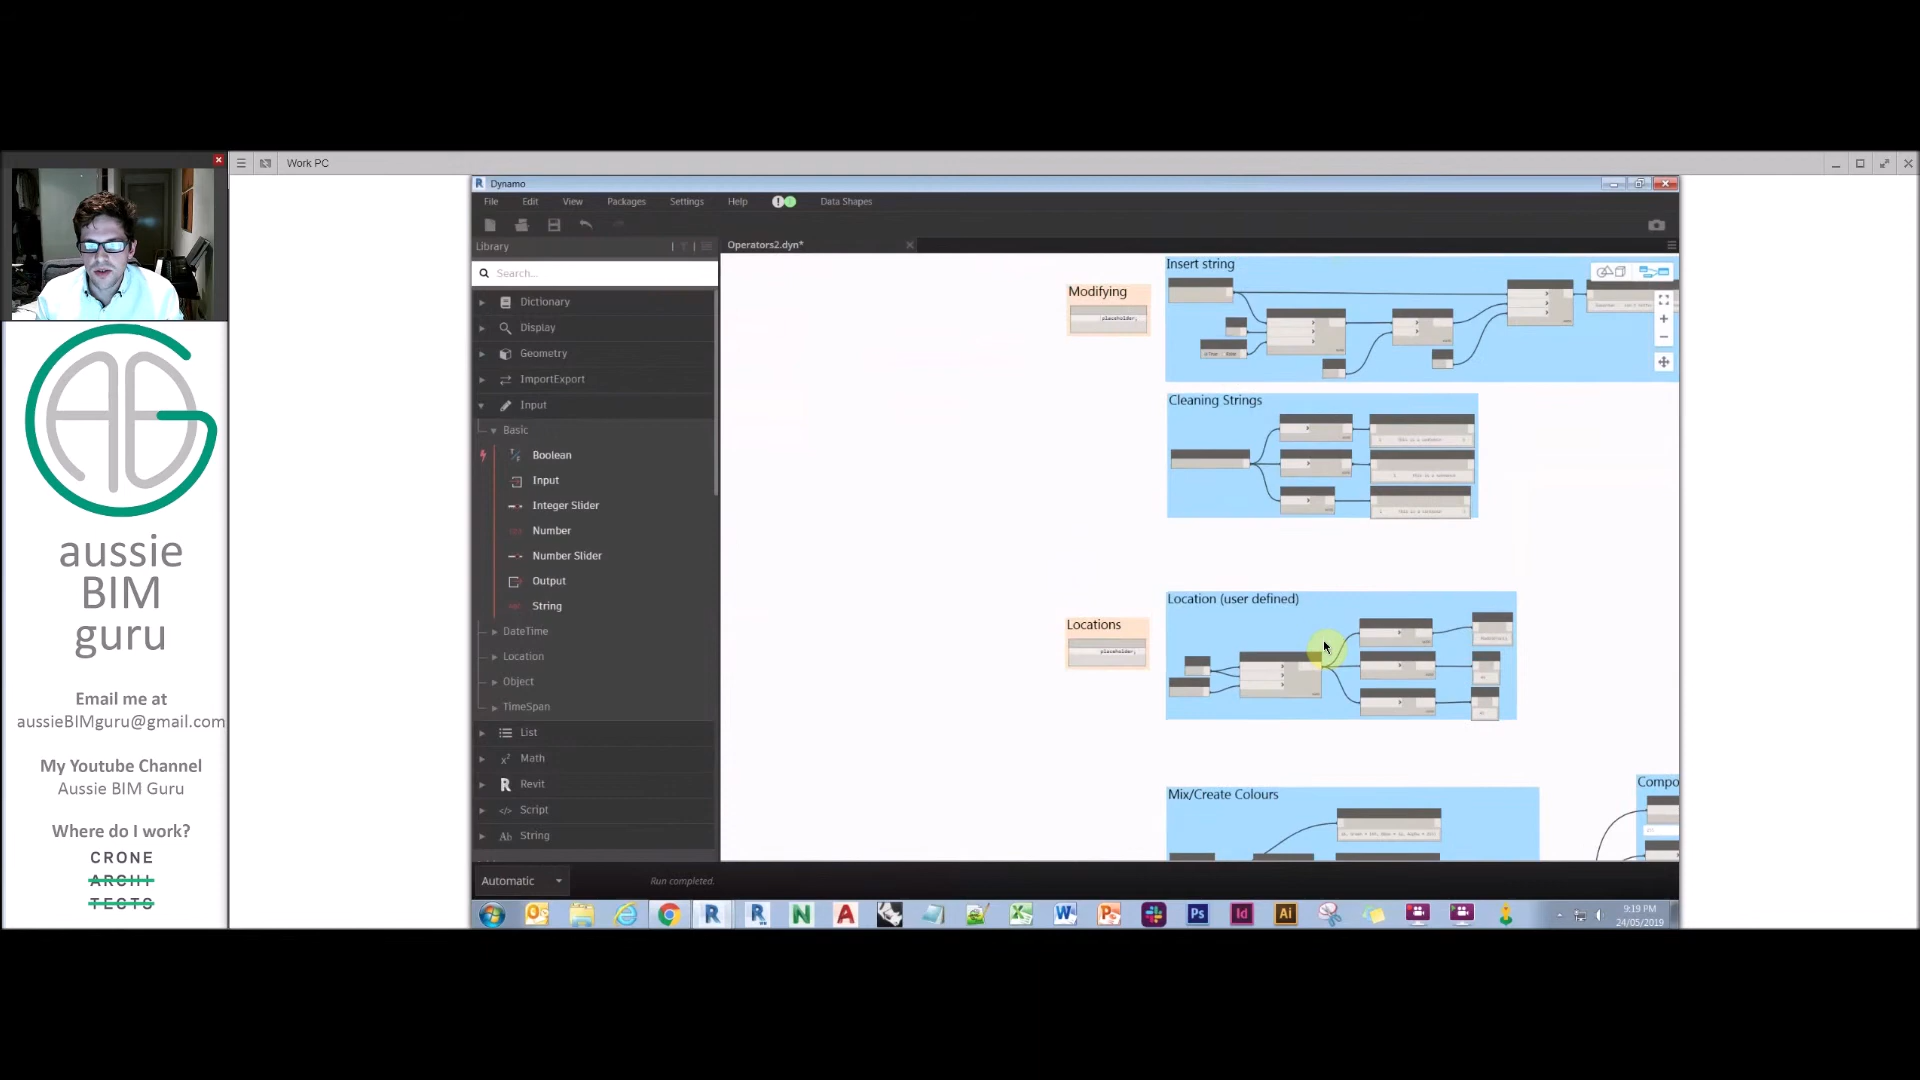 Work PC
Dynamo
File Edit View Packages Settings Help Data Shapes
Library
Operators2.dyn*
Search...
Dictionary
Display
Geometry
ImportExport
Input
Basic
Boolean
Input
Integer Slider
Number
Number Slider
Output
String
DateTime
Location
Object
TimeSpan
List
Math
Revit
Script
Ab String
Automatic
Run completed.
Insert string
Modifying
placeholder;
Cleaning Strings
Location (user defined)
Locations
placeholder;
Mix/Create Colours
Compo
9:19 PM
24/05/2019
aussie
BIM
guru
Email me at
aussieBIMguru@gmail.com
My Youtube Channel
Aussie BIM Guru
Where do I work?
CRONE
ARCHI
TECTS